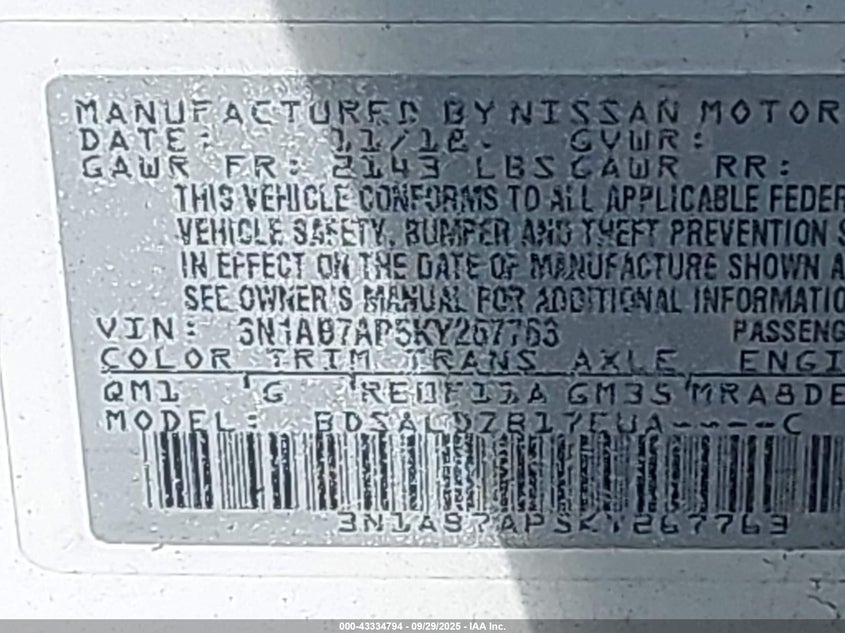 MANUFACTURED BY NISSAN MOTOR
DATE: 11/18. GVWR:
GAWR FR: 2143 LBS GAWR RR:
THIS VEHICLE CONFORMS TO ALL APPLICABLE FEDER
VEHICLE SAFETY, BUMPER AND THEFT PREVENTION S
IN EFFECT ON THE DATE OF MANUFACTURE SHOWN A
SEE OWNER'S MANUAL FOR ADDITIONAL INFORMATIO
VIN: 3N1AB7AP5KY267763 PASSENG
COLOR TRIM TRANS AXLE ENGI
QM1 G RE0F11A GM35 MRA8DE
MODEL: BDSALDZB17EUA----C
3N1AB7AP5KY267763
000-43334794 - 09/29/2025 - IAA Inc.